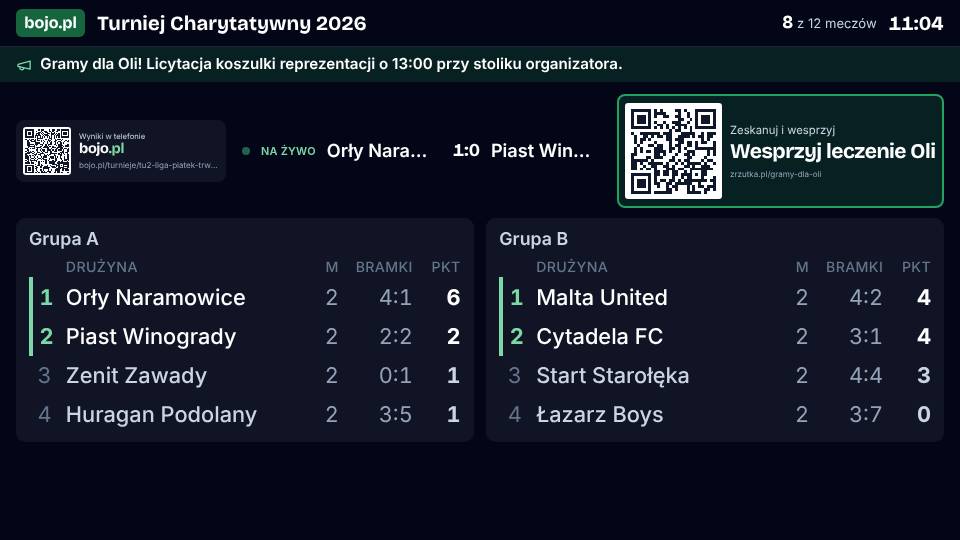 bojo.pl Turniej Charytatywny 2026 8 z 12 meczów 11:04
Gramy dla Oli! Licytacja koszulki reprezentacji o 13:00 przy stoliku organizatora.
Wyniki w telefonie
bojo.pl
bojo.pl/turnieje/tu2-liga-piatek-trw...
NA ŻYWO Orły Nara... 1:0 Piast Win...
Zeskanuj i wesprzyj
Wesprzyj leczenie Oli
zrzutka.pl/gramy-dla-oli
Grupa A
DRUŻYNA M BRAMKI PKT
1 Orły Naramowice 2 4:1 6
2 Piast Winogrady 2 2:2 2
3 Zenit Zawady 2 0:1 1
4 Huragan Podolany 2 3:5 1
Grupa B
DRUŻYNA M BRAMKI PKT
1 Malta United 2 4:2 4
2 Cytadela FC 2 3:1 4
3 Start Starołęka 2 4:4 3
4 Łazarz Boys 2 3:7 0